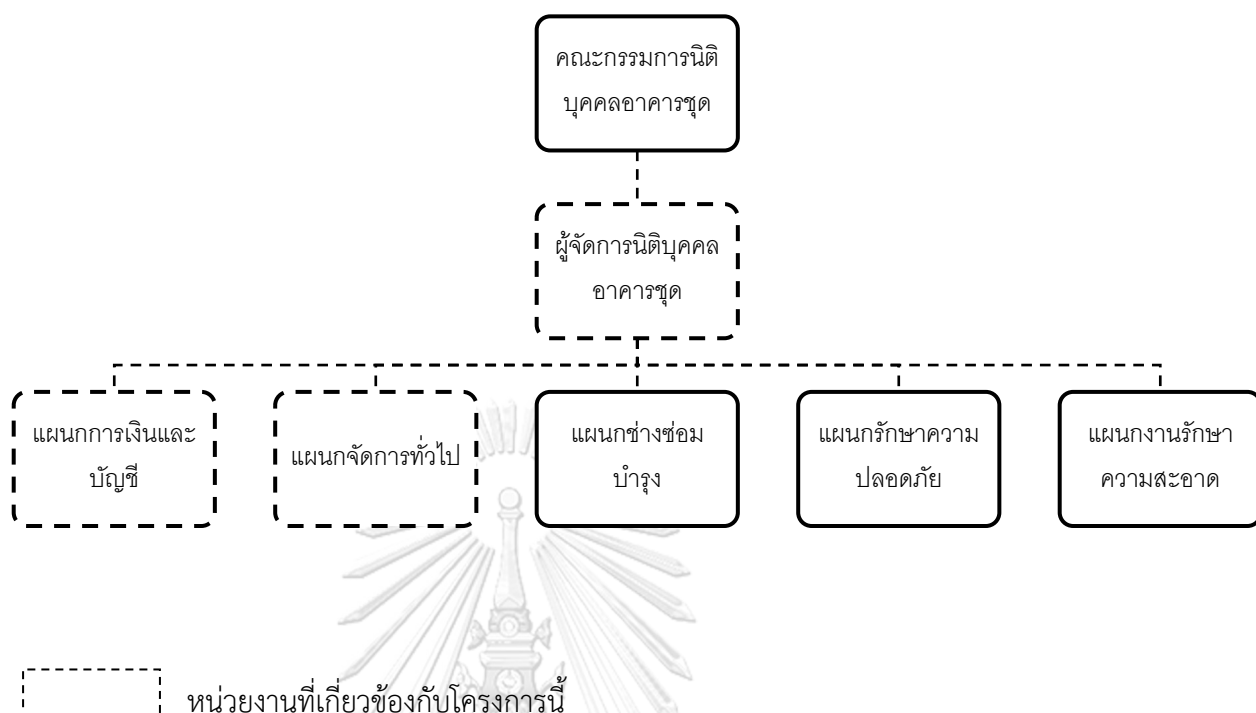 คณะกรรมการนิติ
บุคคลอาคารชุด
ผู้จัดการนิติบุคคล
อาคารชุด
แผนกการเงินและ
บัญชี
แผนกจัดการทั่วไป
แผนกช่างซ่อม
บำรุง
แผนกรักษาความ
ปลอดภัย
แผนกงานรักษา
ความสะอาด
หน่วยงานที่เกี่ยวข้องกับโครงการนี้